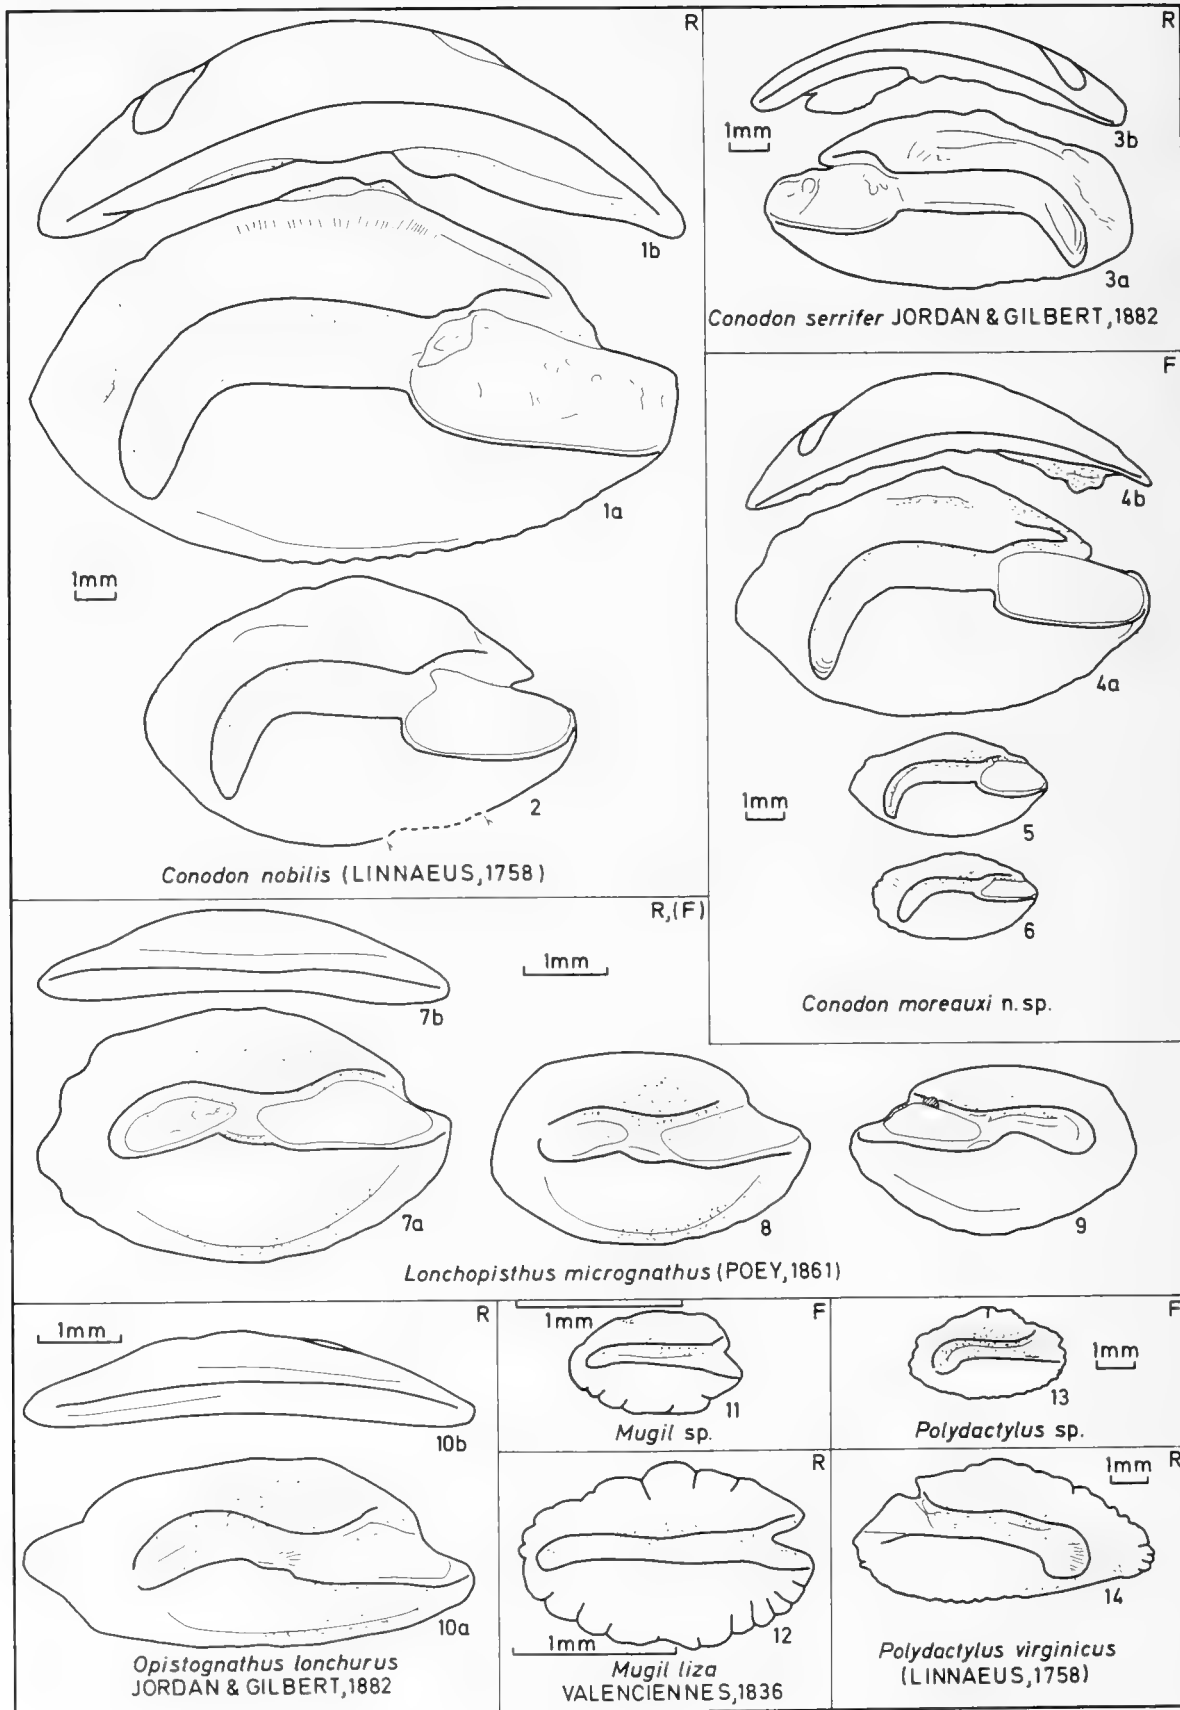 R
1b
1a
1mm
2
Conodon nobilis (LINNAEUS, 1758)
R
3b
1mm
3a
Conodon serrifer JORDAN & GILBERT, 1882
F
4b
4a
1mm
5
6
Conodon moreauxi n. sp.
R,(F)
7b
1mm
7a
8
9
Lonchopisthus micrognathus (POEY, 1861)
R
1mm
10b
10a
Opistognathus lonchurus
JORDAN & GILBERT, 1882
F
1mm
11
Mugil sp.
F
1mm
13
Polydactylus sp.
R
12
1mm
Mugil liza
VALENCIENNES, 1836
R
1mm
14
Polydactylus virginicus
(LINNAEUS, 1758)